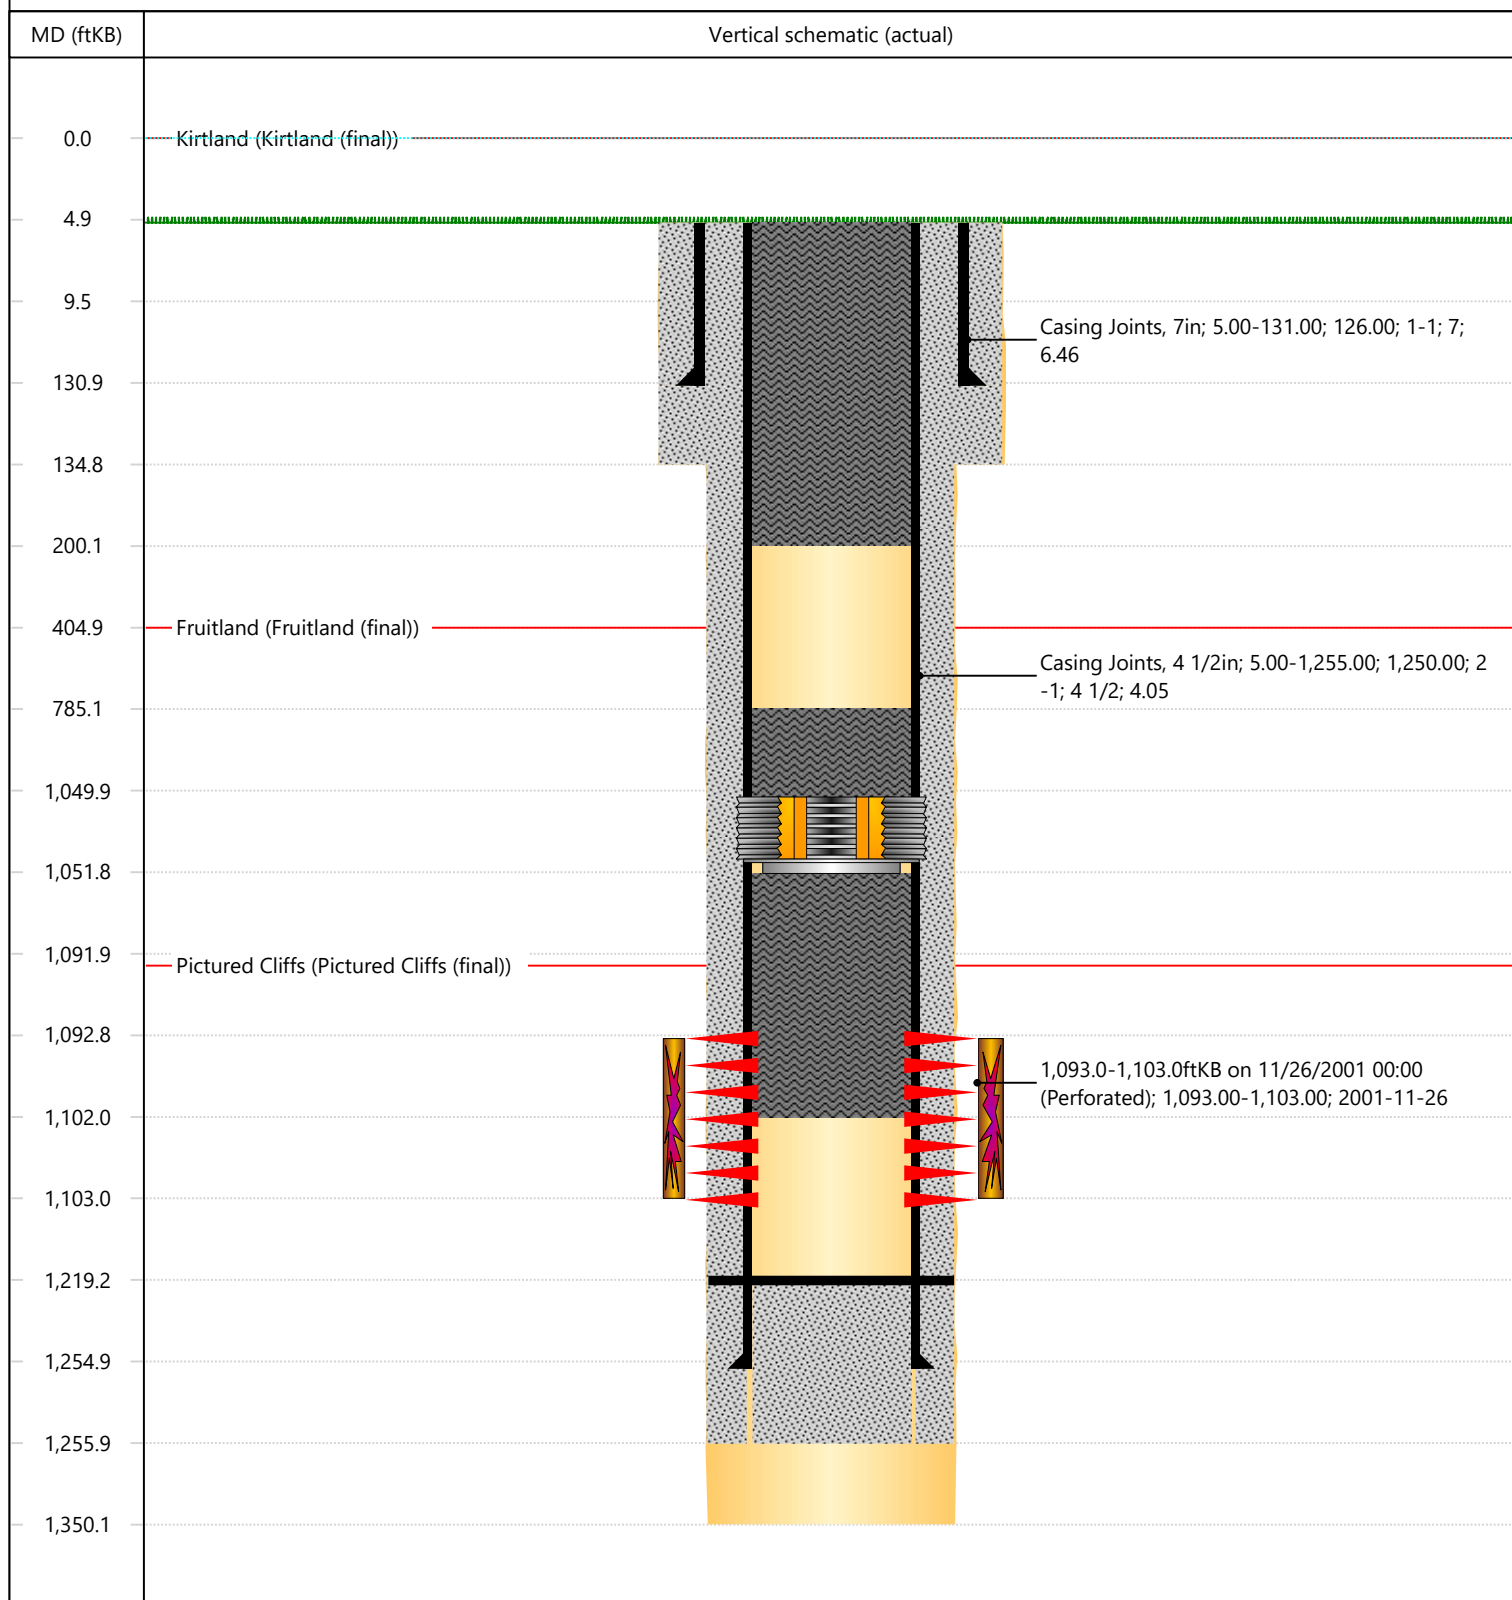 MD (ftKB)
Vertical schematic (actual)
0.0
Kirtland (Kirtland (final))
4.9
9.5
Casing Joints, 7in; 5.00-131.00; 126.00; 1-1; 7;
6.46
130.9
134.8
200.1
404.9
Fruitland (Fruitland (final))
Casing Joints, 4 1/2in; 5.00-1,255.00; 1,250.00; 2
-1; 4 1/2; 4.05
785.1
1,049.9
1,051.8
1,091.9
Pictured Cliffs (Pictured Cliffs (final))
1,092.8
1,093.0-1,103.0ftKB on 11/26/2001 00:00
(Perforated); 1,093.00-1,103.00; 2001-11-26
1,102.0
1,103.0
1,219.2
1,254.9
1,255.9
1,350.1